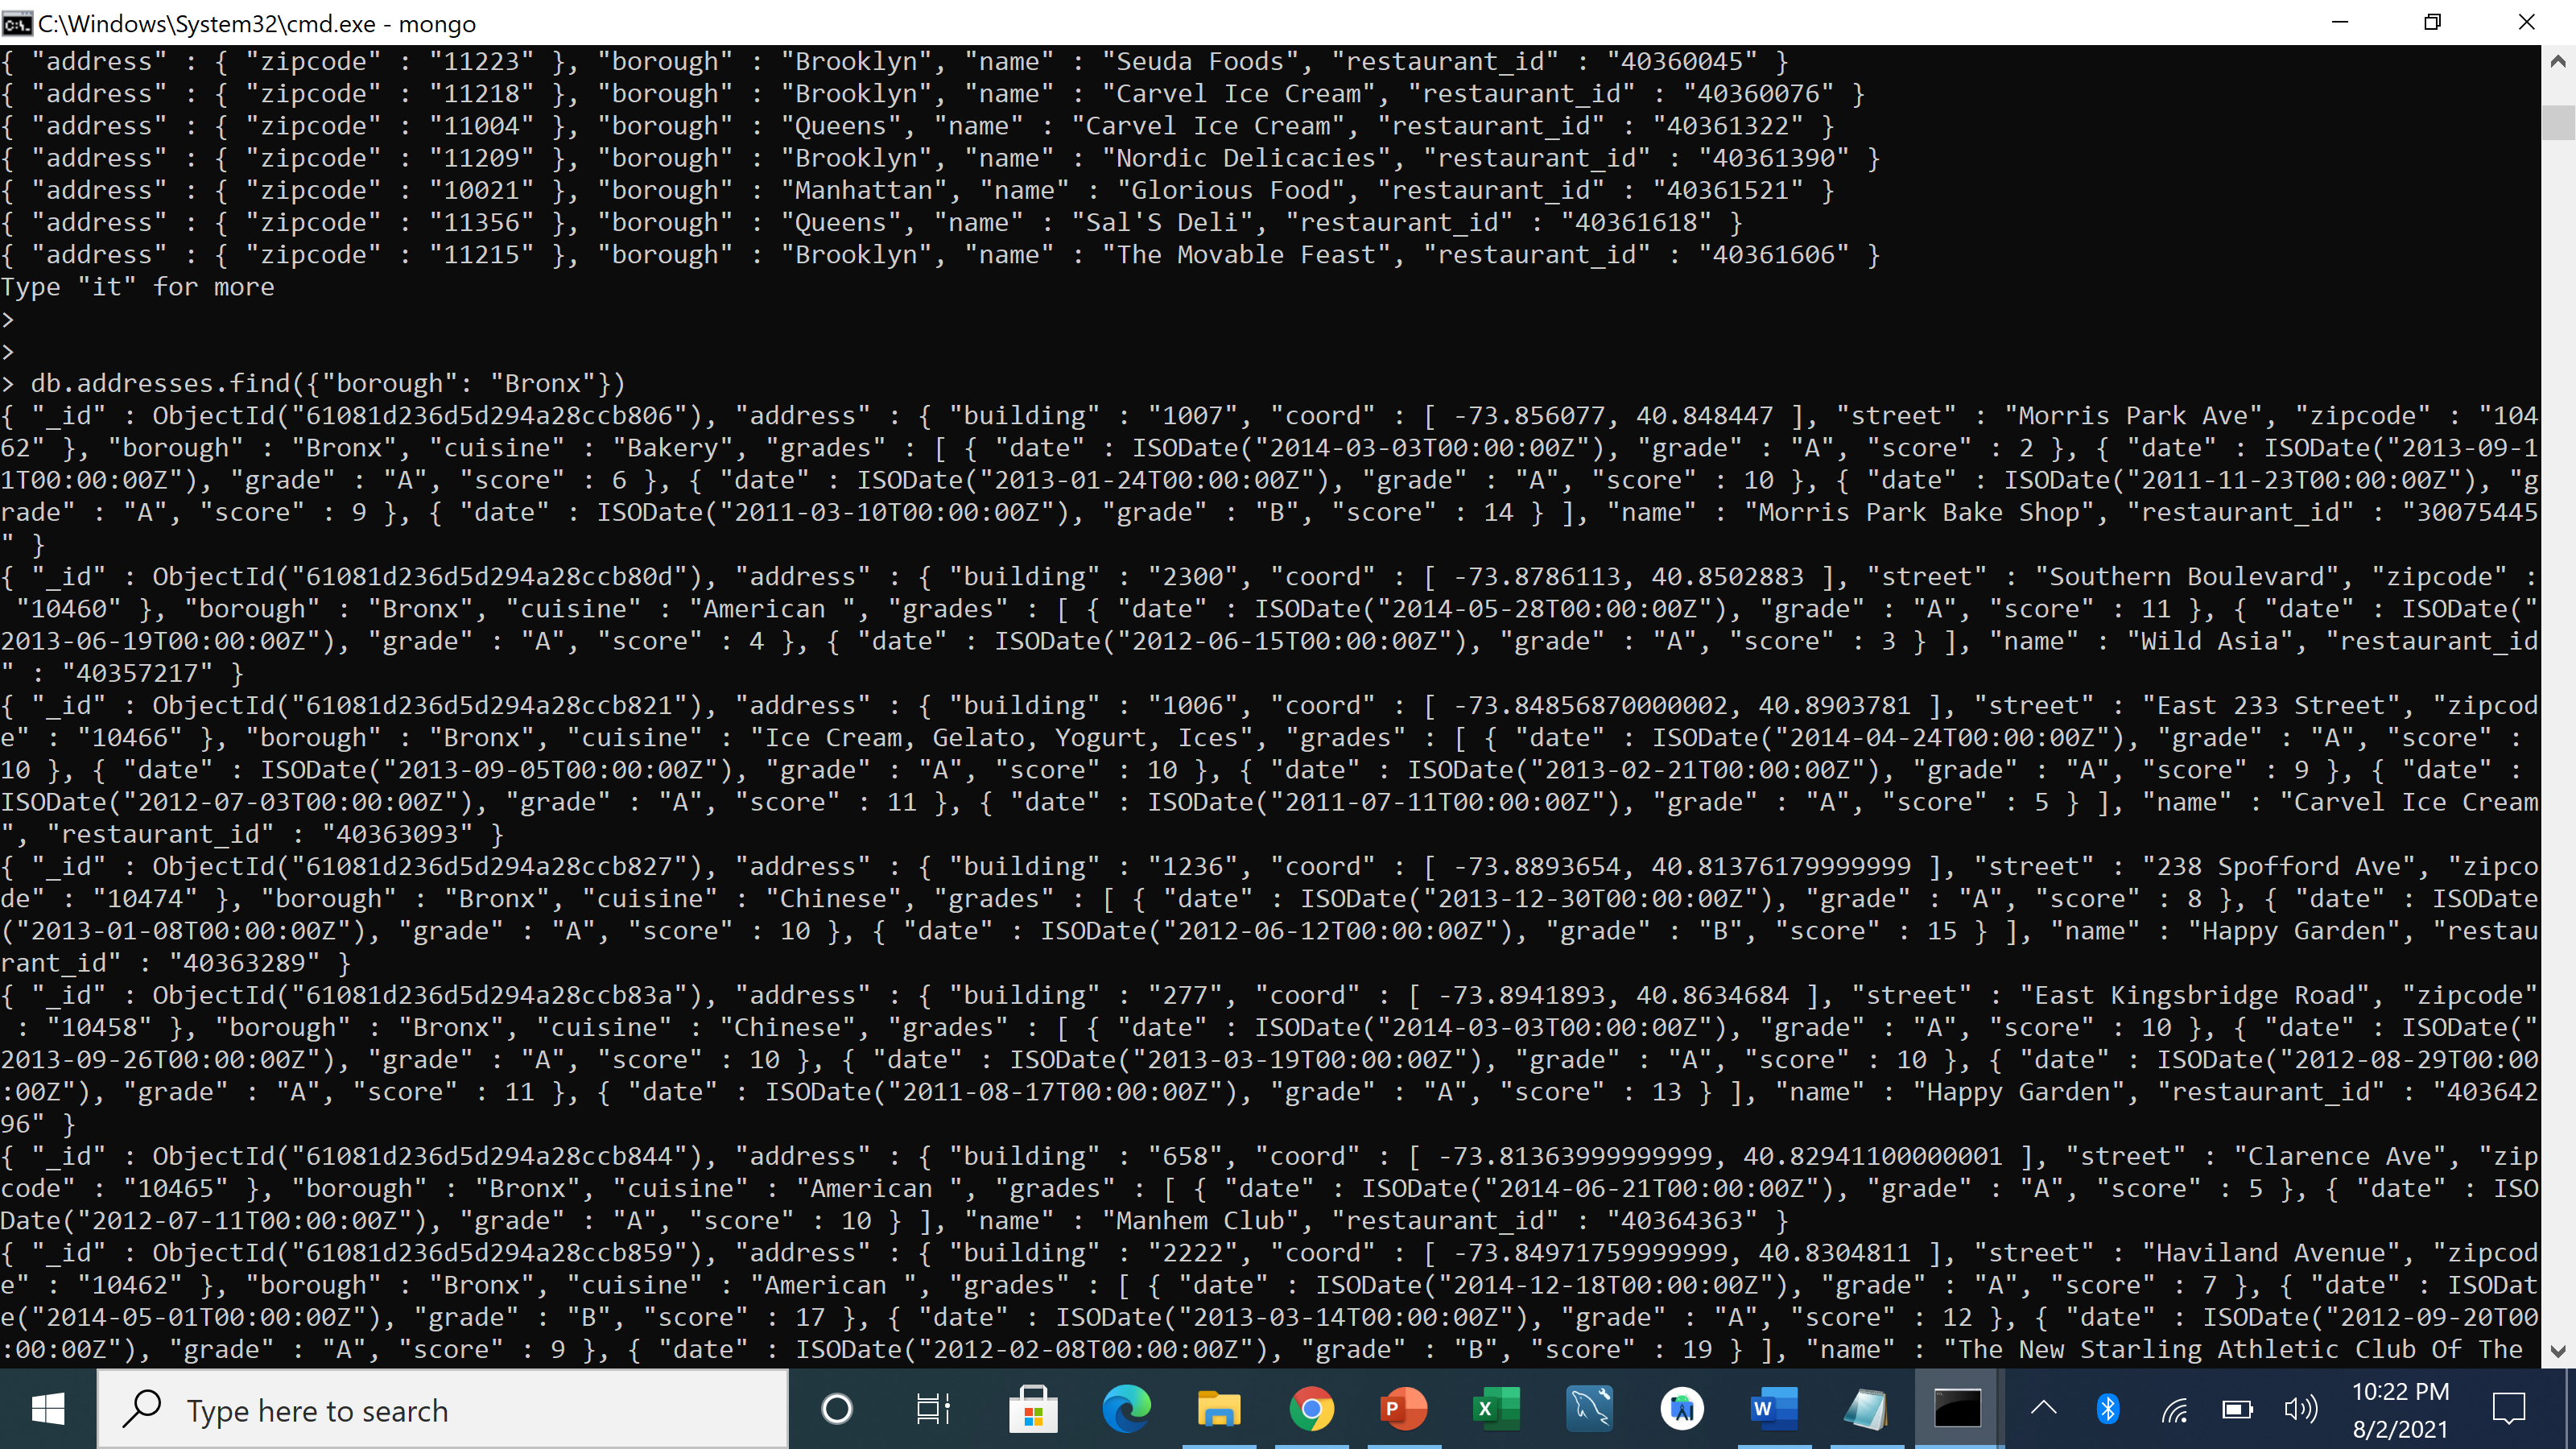 C:\Windows\System32\cmd.exe - mongo
{ "address" : { "zipcode" : "11223" }, "borough" : "Brooklyn", "name" : "Seuda Foods", "restaurant_id" : "40360045" }
{ "address" : { "zipcode" : "11218" }, "borough" : "Brooklyn", "name" : "Carvel Ice Cream", "restaurant_id" : "40360076" }
{ "address" : { "zipcode" : "11004" }, "borough" : "Queens", "name" : "Carvel Ice Cream", "restaurant_id" : "40361322" }
{ "address" : { "zipcode" : "11209" }, "borough" : "Brooklyn", "name" : "Nordic Delicacies", "restaurant_id" : "40361390" }
{ "address" : { "zipcode" : "10021" }, "borough" : "Manhattan", "name" : "Glorious Food", "restaurant_id" : "40361521" }
{ "address" : { "zipcode" : "11356" }, "borough" : "Queens", "name" : "Sal'S Deli", "restaurant_id" : "40361618" }
{ "address" : { "zipcode" : "11215" }, "borough" : "Brooklyn", "name" : "The Movable Feast", "restaurant_id" : "40361606" }
Type "it" for more
>
>
> db.addresses.find({"borough": "Bronx"})
{ "_id" : ObjectId("61081d236d5d294a28ccb806"), "address" : { "building" : "1007", "coord" : [ -73.856077, 40.848447 ], "street" : "Morris Park Ave", "zipcode" : "104
62" }, "borough" : "Bronx", "cuisine" : "Bakery", "grades" : [ { "date" : ISODate("2014-03-03T00:00:00Z"), "grade" : "A", "score" : 2 }, { "date" : ISODate("2013-09-1
1T00:00:00Z"), "grade" : "A", "score" : 6 }, { "date" : ISODate("2013-01-24T00:00:00Z"), "grade" : "A", "score" : 10 }, { "date" : ISODate("2011-11-23T00:00:00Z"), "g
rade" : "A", "score" : 9 }, { "date" : ISODate("2011-03-10T00:00:00Z"), "grade" : "B", "score" : 14 } ], "name" : "Morris Park Bake Shop", "restaurant_id" : "30075445
" }
{ "_id" : ObjectId("61081d236d5d294a28ccb80d"), "address" : { "building" : "2300", "coord" : [ -73.8786113, 40.8502883 ], "street" : "Southern Boulevard", "zipcode" :
 "10460" }, "borough" : "Bronx", "cuisine" : "American ", "grades" : [ { "date" : ISODate("2014-05-28T00:00:00Z"), "grade" : "A", "score" : 11 }, { "date" : ISODate("
2013-06-19T00:00:00Z"), "grade" : "A", "score" : 4 }, { "date" : ISODate("2012-06-15T00:00:00Z"), "grade" : "A", "score" : 3 } ], "name" : "Wild Asia", "restaurant_id
" : "40357217" }
{ "_id" : ObjectId("61081d236d5d294a28ccb821"), "address" : { "building" : "1006", "coord" : [ -73.84856870000002, 40.8903781 ], "street" : "East 233 Street", "zipcod
e" : "10466" }, "borough" : "Bronx", "cuisine" : "Ice Cream, Gelato, Yogurt, Ices", "grades" : [ { "date" : ISODate("2014-04-24T00:00:00Z"), "grade" : "A", "score" :
10 }, { "date" : ISODate("2013-09-05T00:00:00Z"), "grade" : "A", "score" : 10 }, { "date" : ISODate("2013-02-21T00:00:00Z"), "grade" : "A", "score" : 9 }, { "date" :
ISODate("2012-07-03T00:00:00Z"), "grade" : "A", "score" : 11 }, { "date" : ISODate("2011-07-11T00:00:00Z"), "grade" : "A", "score" : 5 } ], "name" : "Carvel Ice Cream
", "restaurant_id" : "40363093" }
{ "_id" : ObjectId("61081d236d5d294a28ccb827"), "address" : { "building" : "1236", "coord" : [ -73.8893654, 40.81376179999999 ], "street" : "238 Spofford Ave", "zipco
de" : "10474" }, "borough" : "Bronx", "cuisine" : "Chinese", "grades" : [ { "date" : ISODate("2013-12-30T00:00:00Z"), "grade" : "A", "score" : 8 }, { "date" : ISODate
("2013-01-08T00:00:00Z"), "grade" : "A", "score" : 10 }, { "date" : ISODate("2012-06-12T00:00:00Z"), "grade" : "B", "score" : 15 } ], "name" : "Happy Garden", "restau
rant_id" : "40363289" }
{ "_id" : ObjectId("61081d236d5d294a28ccb83a"), "address" : { "building" : "277", "coord" : [ -73.8941893, 40.8634684 ], "street" : "East Kingsbridge Road", "zipcode"
 : "10458" }, "borough" : "Bronx", "cuisine" : "Chinese", "grades" : [ { "date" : ISODate("2014-03-03T00:00:00Z"), "grade" : "A", "score" : 10 }, { "date" : ISODate("
2013-09-26T00:00:00Z"), "grade" : "A", "score" : 10 }, { "date" : ISODate("2013-03-19T00:00:00Z"), "grade" : "A", "score" : 10 }, { "date" : ISODate("2012-08-29T00:00
:00Z"), "grade" : "A", "score" : 11 }, { "date" : ISODate("2011-08-17T00:00:00Z"), "grade" : "A", "score" : 13 } ], "name" : "Happy Garden", "restaurant_id" : "403642
96" }
{ "_id" : ObjectId("61081d236d5d294a28ccb844"), "address" : { "building" : "658", "coord" : [ -73.81363999999999, 40.82941100000001 ], "street" : "Clarence Ave", "zip
code" : "10465" }, "borough" : "Bronx", "cuisine" : "American ", "grades" : [ { "date" : ISODate("2014-06-21T00:00:00Z"), "grade" : "A", "score" : 5 }, { "date" : ISO
Date("2012-07-11T00:00:00Z"), "grade" : "A", "score" : 10 } ], "name" : "Manhem Club", "restaurant_id" : "40364363" }
{ "_id" : ObjectId("61081d236d5d294a28ccb859"), "address" : { "building" : "2222", "coord" : [ -73.84971759999999, 40.8304811 ], "street" : "Haviland Avenue", "zipcod
e" : "10462" }, "borough" : "Bronx", "cuisine" : "American ", "grades" : [ { "date" : ISODate("2014-12-18T00:00:00Z"), "grade" : "A", "score" : 7 }, { "date" : ISODat
e("2014-05-01T00:00:00Z"), "grade" : "B", "score" : 17 }, { "date" : ISODate("2013-03-14T00:00:00Z"), "grade" : "A", "score" : 12 }, { "date" : ISODate("2012-09-20T00
:00:00Z"), "grade" : "A", "score" : 9 }, { "date" : ISODate("2012-02-08T00:00:00Z"), "grade" : "B", "score" : 19 } ], "name" : "The New Starling Athletic Club Of The
Type here to search
10:22 PM
8/2/2021